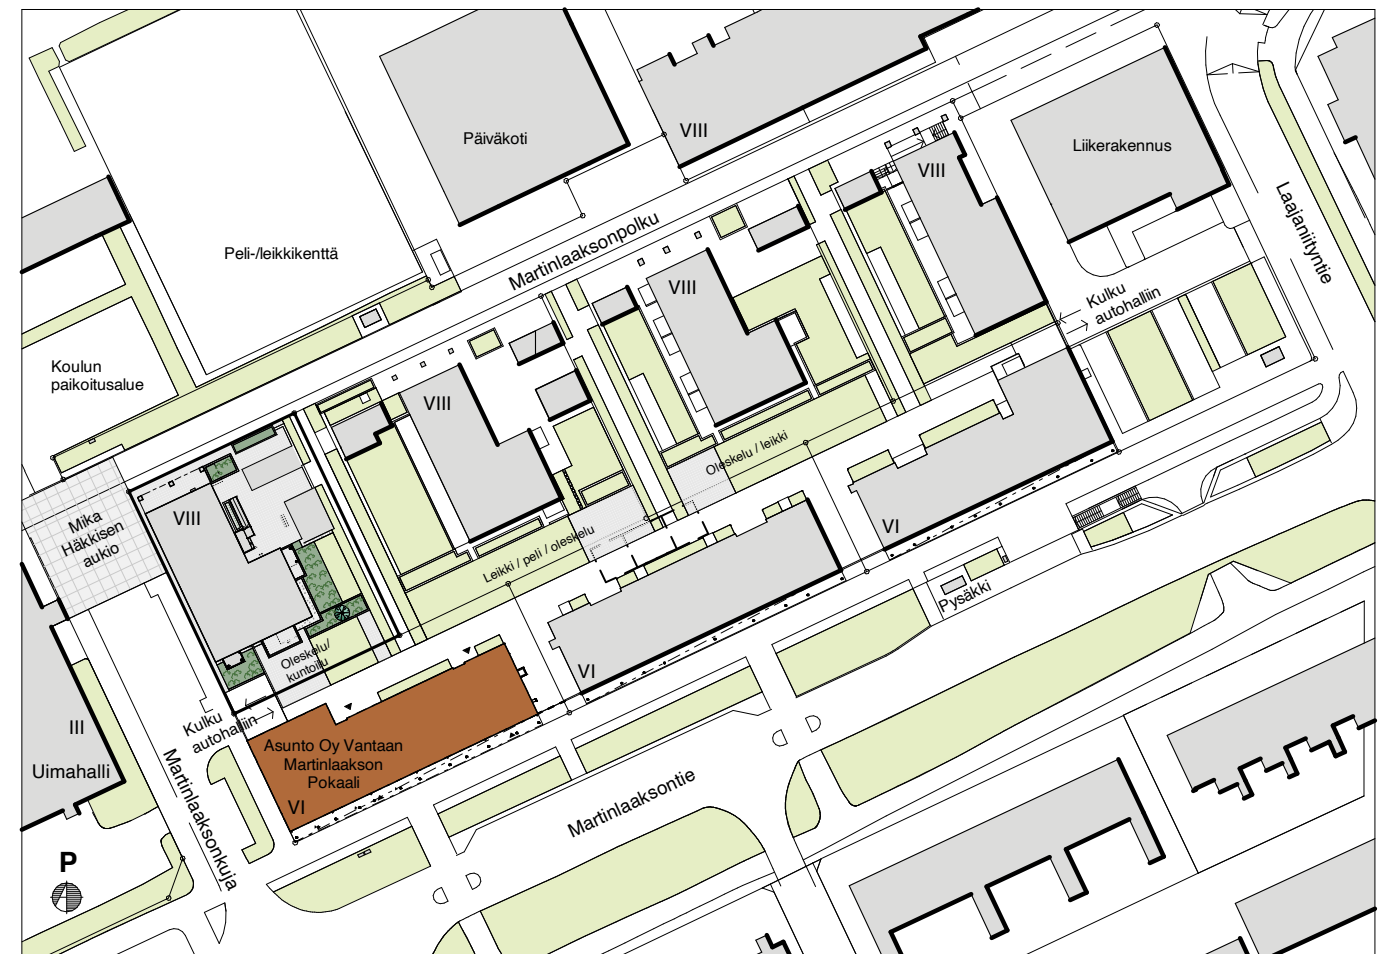 VIII
Päiväkoti
Liikerakennus
VIII
Laajaniityntie
Martinlaaksonpolku
Peli-/leikkikenttä
VIII
Kulku
autohalliin
Koulun
paikoitusalue
VIII
Oleskelu / leikki
Mika
Häkkisen
aukio
VIII
VI
Leikki / peli / oleskelu
Pysäkki
Oleskelu/
kuntoilu
VI
Kulku
autohalliin
III
Uimahalli
Asunto Oy Vantaan
Martinlaakson
Pokaali
VI
Martinlaaksonkuja
Martinlaaksontie
P